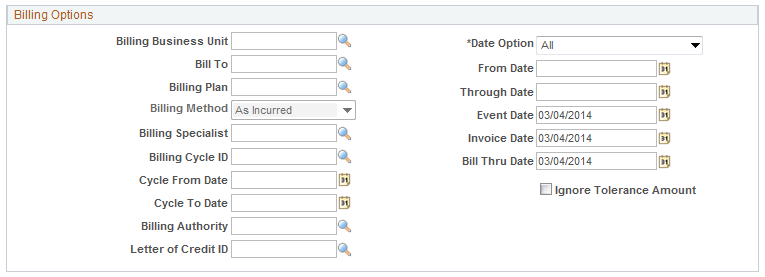 Billing Options
Billing Business Unit
Bill To
Billing Plan
Billing Method As Incurred
Billing Specialist
Billing Cycle ID
Cycle From Date
Cycle To Date
Billing Authority
Letter of Credit ID
*Date Option All
From Date
Through Date
Event Date 03/04/2014
Invoice Date 03/04/2014
Bill Thru Date 03/04/2014
Ignore Tolerance Amount